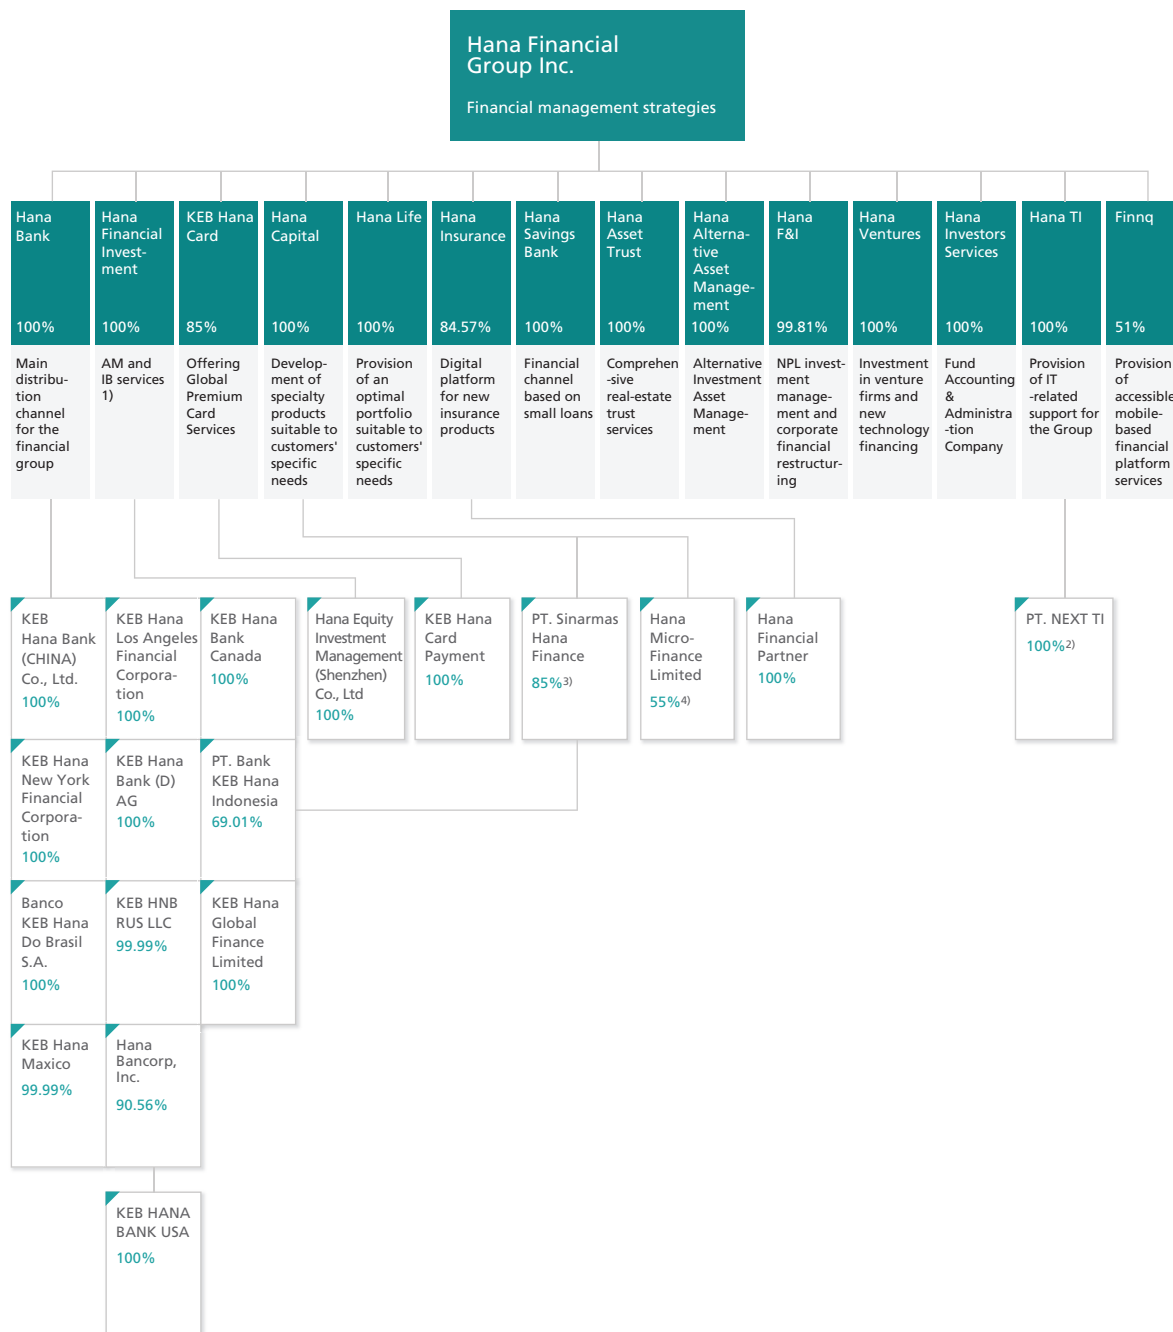 Hana Financial
Group Inc.
Financial management strategies
Hana
Bank
100%
Main
distribu-
tion
channel
for the
financial
group
Hana
Financial
Invest-
ment
100%
AM and
IB services
1)
KEB Hana
Card
85%
Offering
Global
Premium
Card
Services
Hana
Capital
100%
Develop-
ment of
specialty
products
suitable to
customers'
specific
needs
Hana Life
100%
Provision
of an
optimal
portfolio
suitable to
customers'
specific
needs
Hana
Insurance
84.57%
Digital
platform
for new
insurance
products
Hana
Savings
Bank
100%
Financial
channel
based on
small loans
Hana
Asset
Trust
100%
Comprehen
-sive
real-estate
trust
services
Hana
Alterna-
tive
Asset
Manage-
ment
100%
Alternative
Investment
Asset
Manage-
ment
Hana
F&I
99.81%
NPL invest-
ment
manage-
ment and
corporate
financial
restructur-
ing
Hana
Ventures
100%
Investment
in venture
firms and
new
technology
financing
Hana
Investors
Services
100%
Fund
Accounting
&
Administra
-tion
Company
Hana TI
100%
Provision
of IT
-related
support for
the Group
Finnq
51%
Provision
of
accessible
mobile-
based
financial
platform
services
KEB
Hana Bank
(CHINA)
Co., Ltd.
100%
KEB Hana
Los Angeles
Financial
Corpora-
tion
100%
KEB Hana
Bank
Canada
100%
Hana Equity
Investment
Management
(Shenzhen)
Co., Ltd
100%
KEB Hana
Card
Payment
100%
PT. Sinarmas
Hana
Finance
85%3)
Hana
Micro-
Finance
Limited
55%4)
Hana
Financial
Partner
100%
PT. NEXT TI
100%2)
KEB Hana
New York
Financial
Corpora-
tion
100%
KEB Hana
Bank (D)
AG
100%
PT. Bank
KEB Hana
Indonesia
69.01%
Banco
KEB Hana
Do Brasil
S.A.
100%
KEB HNB
RUS LLC
99.99%
KEB Hana
Global
Finance
Limited
100%
KEB Hana
Maxico
99.99%
Hana
Bancorp,
Inc.
90.56%
KEB HANA
BANK USA
100%